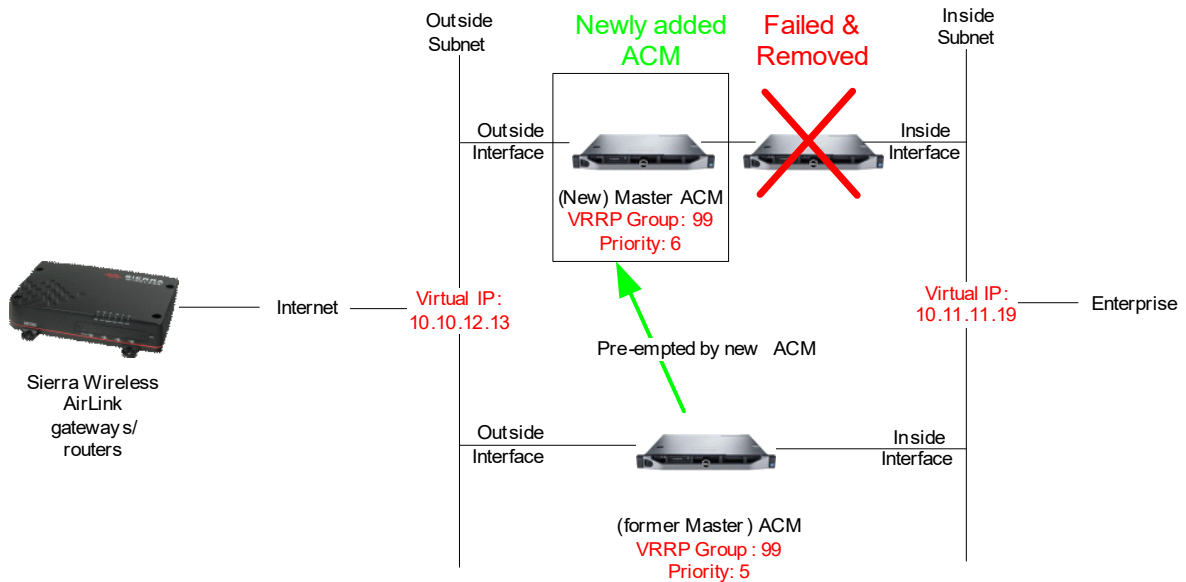 Outside
Subnet
Newly added
ACM
Failed &
Removed
Inside
Subnet
Outside
Interface
Inside
Interface
(New) Master ACM
VRRP Group: 99
Priority: 6
SIERRA
Internet
Virtual IP:
10.10.12.13
Virtual IP:
10.11.11.19
Enterprise
Pre-empted by new ACM
Sierra Wireless
AirLink
gateways/
routers
Outside
Interface
Inside
Interface
(former Master) ACM
VRRP Group: 99
Priority: 5